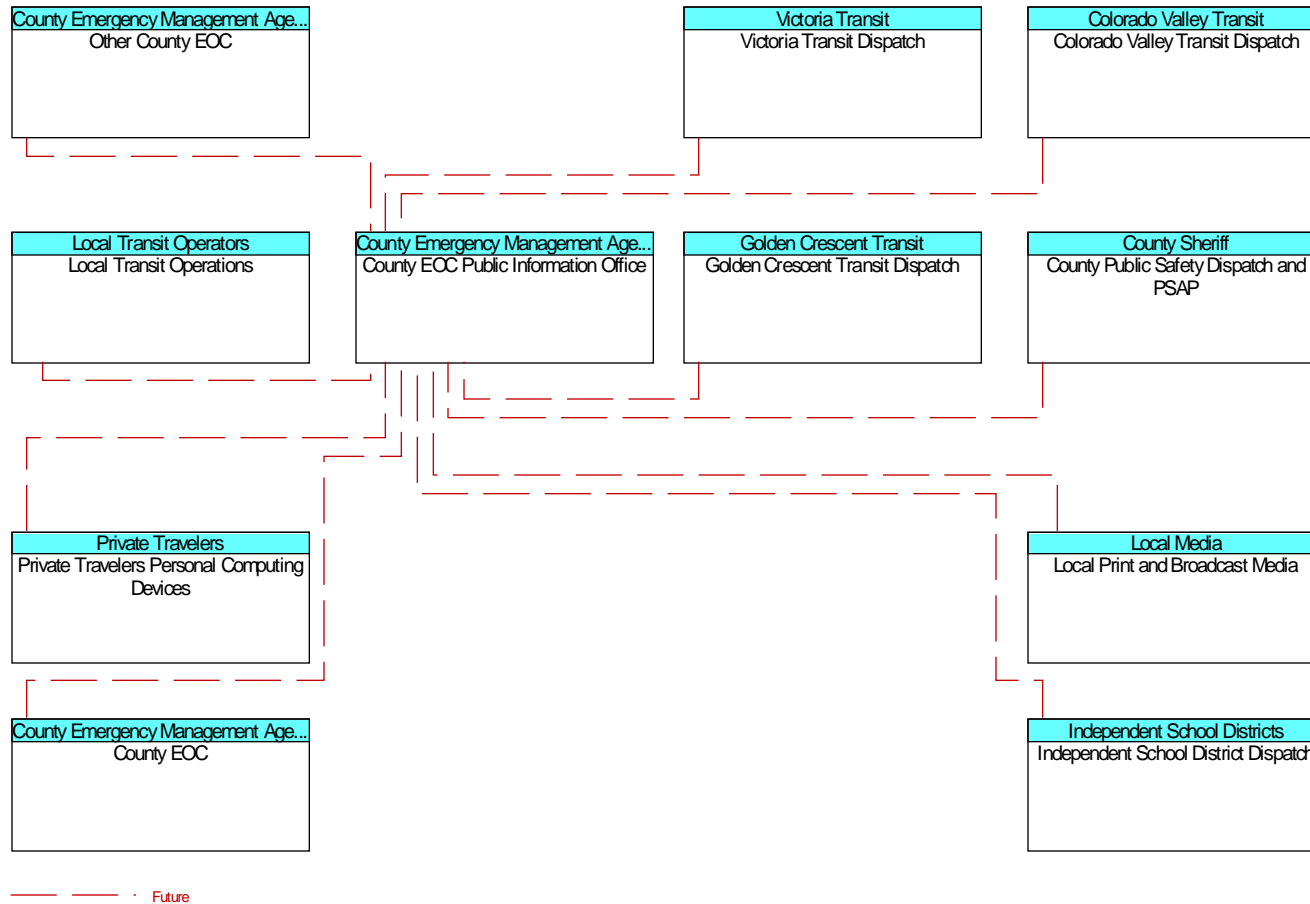 County Emergency Management Age...
Other County EOC
Victoria Transit
Victoria Transit Dispatch
Colorado Valley Transit
Colorado Valley Transit Dispatch
Local Transit Operators
Local Transit Operations
County Emergency Management Age...
County EOC Public Information Office
Golden Crescent Transit
Golden Crescent Transit Dispatch
County Sheriff
County Public Safety Dispatch and
PSAP
Private Travelers
Private Travelers Personal Computing
Devices
Local Media
Local Print and Broadcast Media
County Emergency Management Age...
County EOC
Independent School Districts
Independent School District Dispatch
Future